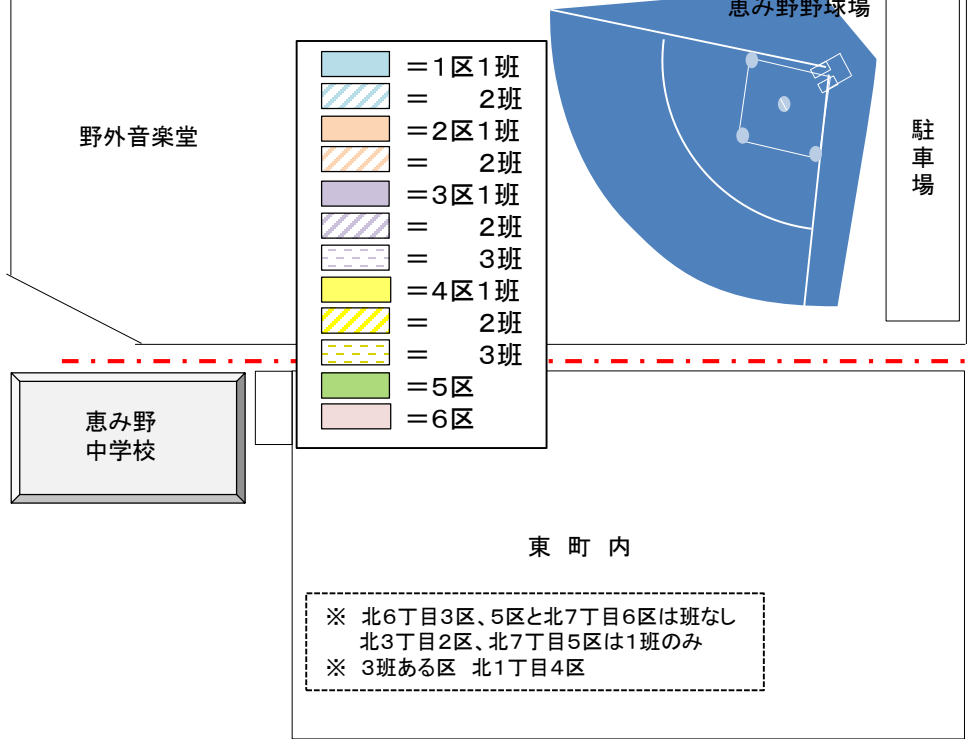 恵み野野球場
野外音楽堂
駐車場
＝1区1班
＝　　2班
＝2区1班
＝　　2班
＝3区1班
＝　　2班
＝　　3班
＝4区1班
＝　　2班
＝　　3班
＝5区
＝6区
恵み野
中学校
東 町 内
※ 北6丁目3区、5区と北7丁目6区は班なし
北3丁目2区、北7丁目5区は1班のみ
※ 3班ある区 北1丁目4区